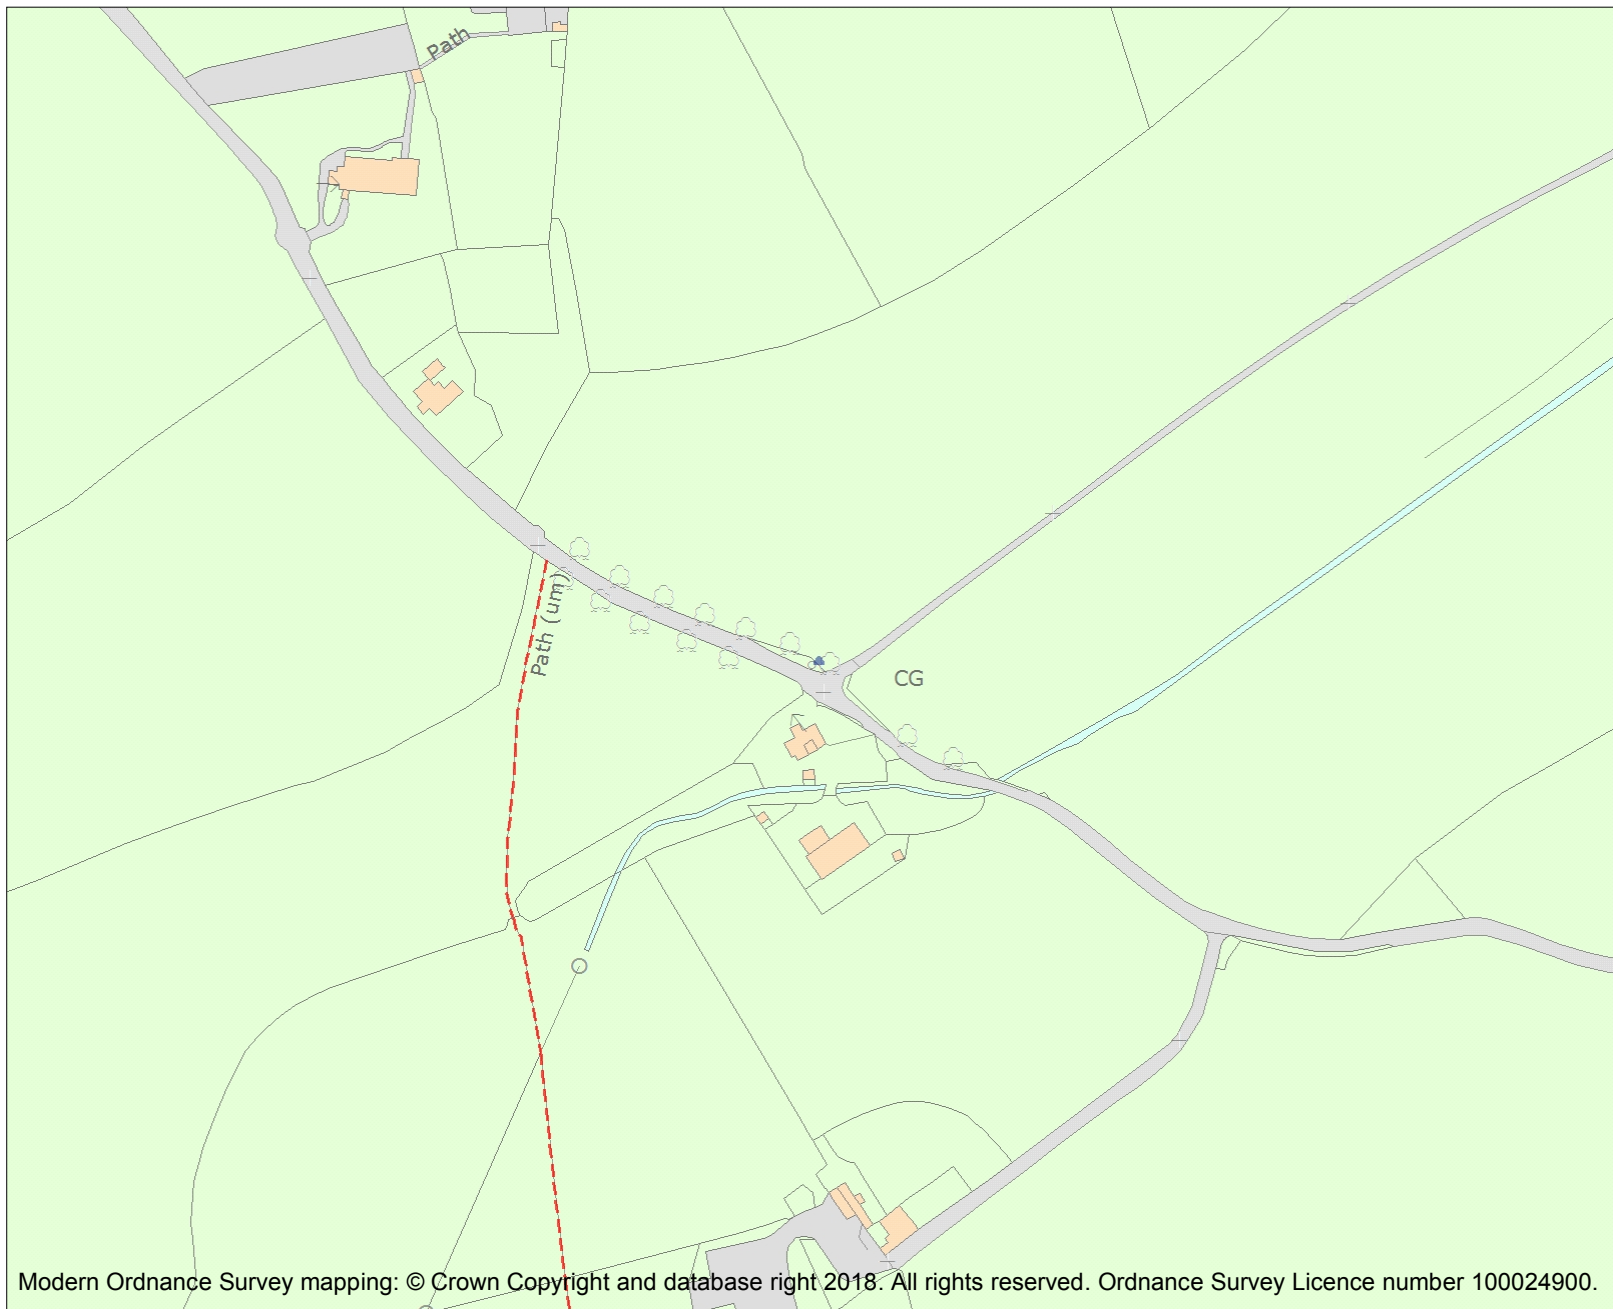 Path
Path (um)
CG
Modern Ordnance Survey mapping: © Crown Copyright and database right 2018. All rights reserved. Ordnance Survey Licence number 100024900.